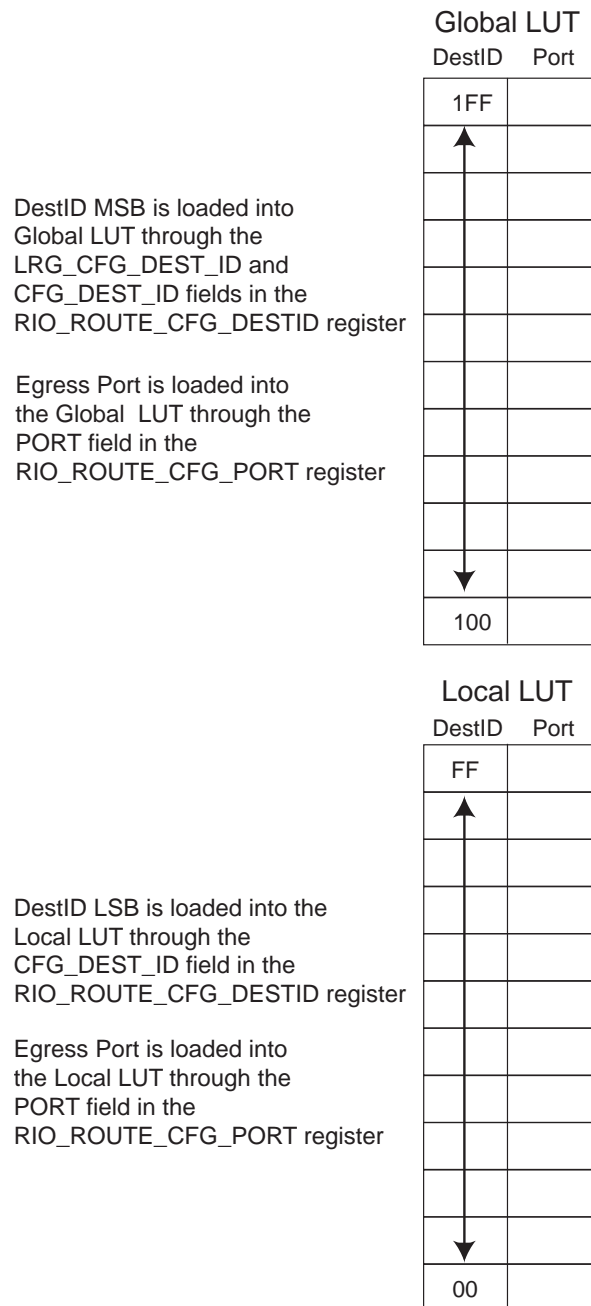 Global LUT
DestID Port
1FF
DestID MSB is loaded into
Global LUT through the
LRG_CFG_DEST_ID and
CFG_DEST_ID fields in the
RIO_ROUTE_CFG_DESTID register
Egress Port is loaded into
the Global LUT through the
PORT field in the
RIO_ROUTE_CFG_PORT register
100
Local LUT
DestID Port
FF
DestID LSB is loaded into the
Local LUT through the
CFG_DEST_ID field in the
RIO_ROUTE_CFG_DESTID register
Egress Port is loaded into
the Local LUT through the
PORT field in the
RIO_ROUTE_CFG_PORT register
00